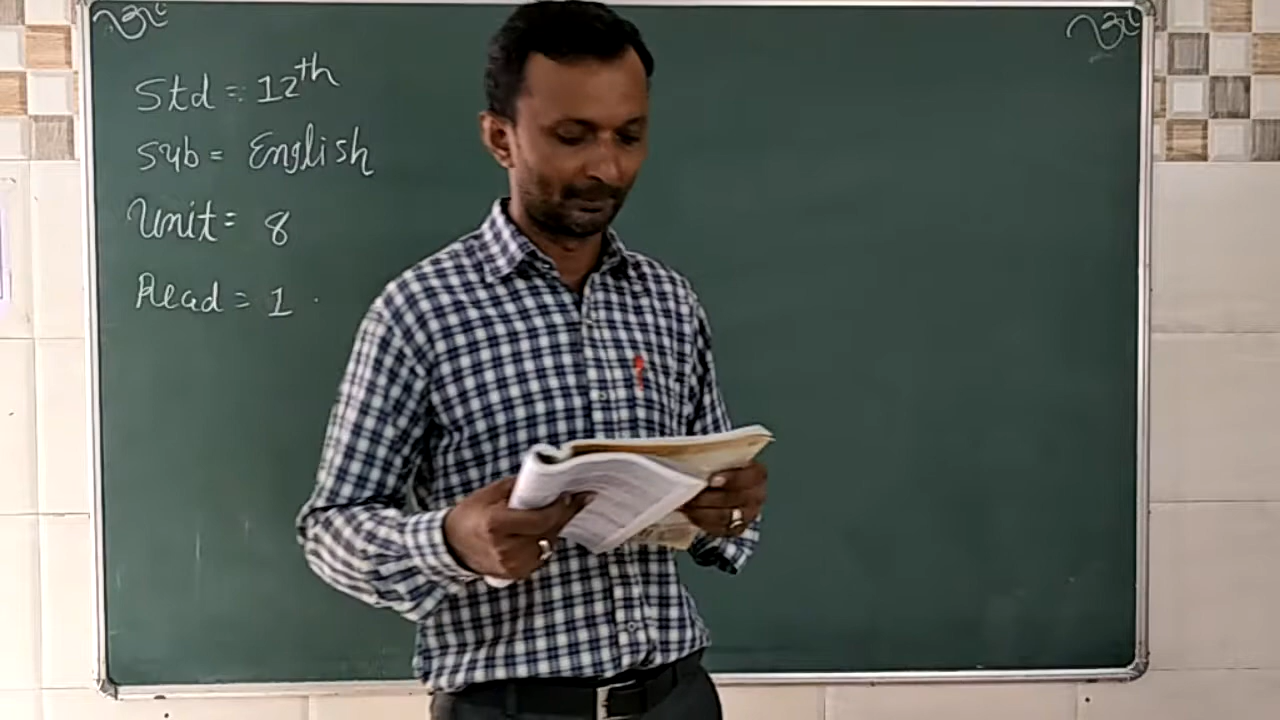 Std = 12th
Sub = English
Unit = 8
Read = 1